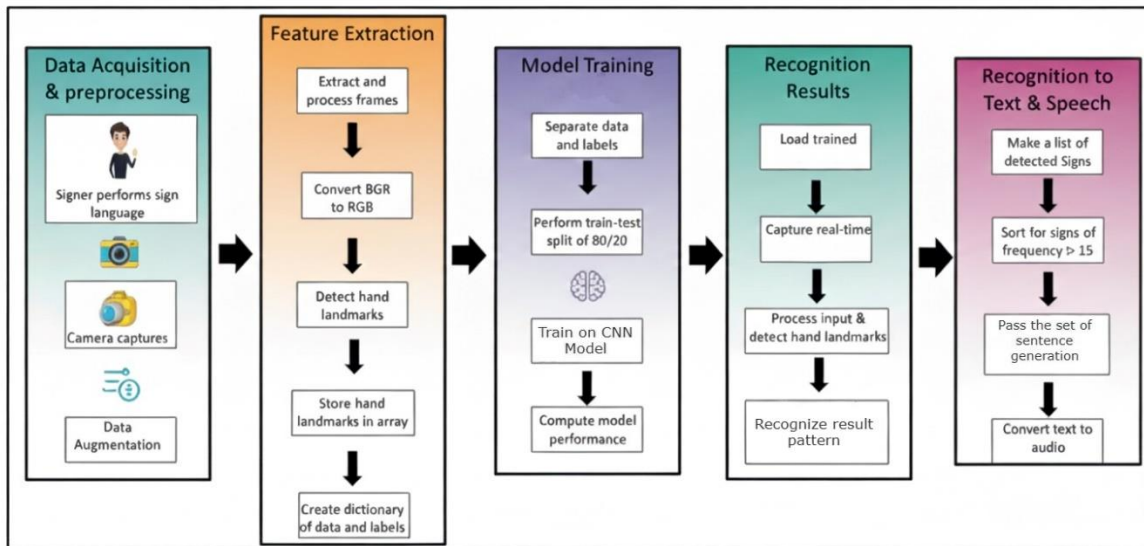 Data Acquisition
& preprocessing
Signer performs sign
language
Camera captures
Data
Augmentation
Feature Extraction
Extract and
process frames
Convert BGR
to RGB
Detect hand
landmarks
Store hand
landmarks in array
Create dictionary
of data and labels
Model Training
Separate data
and labels
Perform train-test
split of 80/20
Train on CNN
Model
Compute model
performance
Recognition
Results
Load trained
Capture real-time
Process input &
detect hand landmarks
Recognize result
pattern
Recognition to
Text & Speech
Make a list of
detected Signs
Sort for signs of
frequency > 15
Pass the set of
sentence
generation
Convert text to
audio